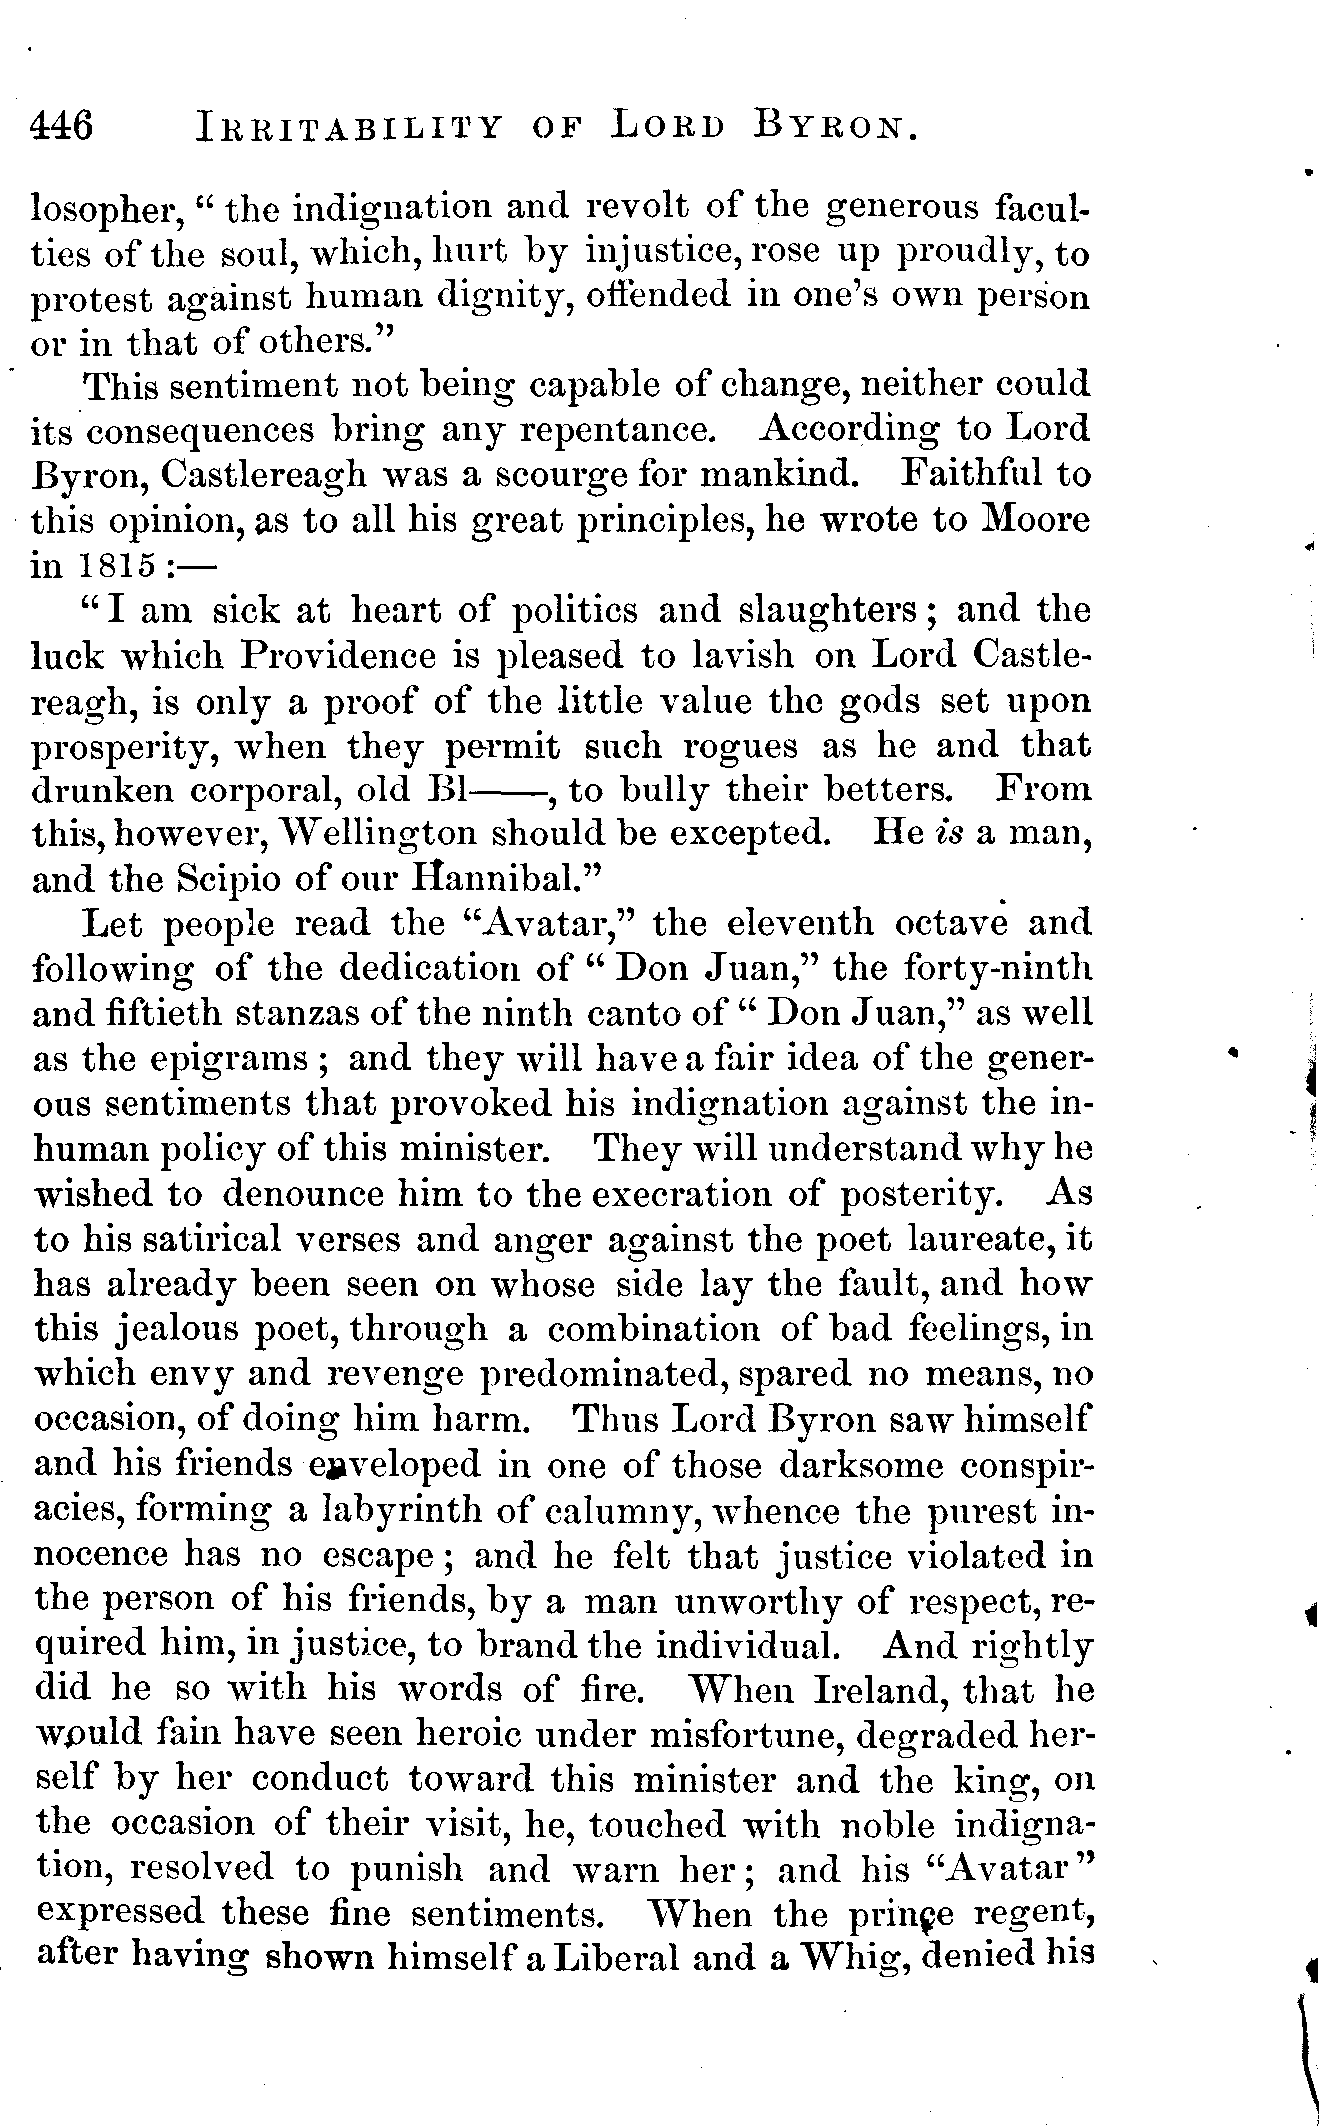 446 IRRITABILITY OF LORD BYRON.
losopher, “ the indignation and revolt of the generous facul-
ties of the soul, which, hurt by injustice, rose up proudly, to
protest against human dignity, offended in one’s own person
or in that of others.”
This sentiment not being capable of change, neither could
its consequences bring any repentance. According to Lord
Byron, Castlereagh was a scourge for mankind. Faithful to
this opinion, as to all his great principles, he wrote to Moore
in 1815 :—
“ I am sick at heart of politics and slaughters ; and the
luck which Providence is pleased to lavish on Lord Castle-
reagh, is only a proof of the little value the gods set upon
prosperity, when they permit such rogues as he and that
drunken corporal, old Bl——, to bully their betters. From
this, however, Wellington should be excepted. He is a man,
and the Scipio of our Hannibal.”
Let people read the “Avatar,” the eleventh octave and
following of the dedication of “ Don Juan,” the forty-ninth
and fiftieth stanzas of the ninth canto of “ Don Juan,” as well
as the epigrams ; and they will have a fair idea of the gener-
ous sentiments that provoked his indignation against the in-
human policy of this minister. They will understand why he
wished to denounce him to the execration of posterity. As
to his satirical verses and anger against the poet laureate, it
has already been seen on whose side lay the fault, and how
this jealous poet, through a combination of bad feelings, in
which envy and revenge predominated, spared no means, no
occasion, of doing him harm. Thus Lord Byron saw himself
and his friends enveloped in one of those darksome conspir-
acies, forming a labyrinth of calumny, whence the purest in-
nocence has no escape ; and he felt that justice violated in
the person of his friends, by a man unworthy of respect, re-
quired him, in justice, to brand the individual. And rightly
did he so with his words of fire. When Ireland, that he
would fain have seen heroic under misfortune, degraded her-
self by her conduct toward this minister and the king, on
the occasion of their visit, he, touched with noble indigna-
tion, resolved to punish and warn her ; and his “Avatar”
expressed these fine sentiments. When the prince regent,
after having shown himself a Liberal and a Whig, denied his